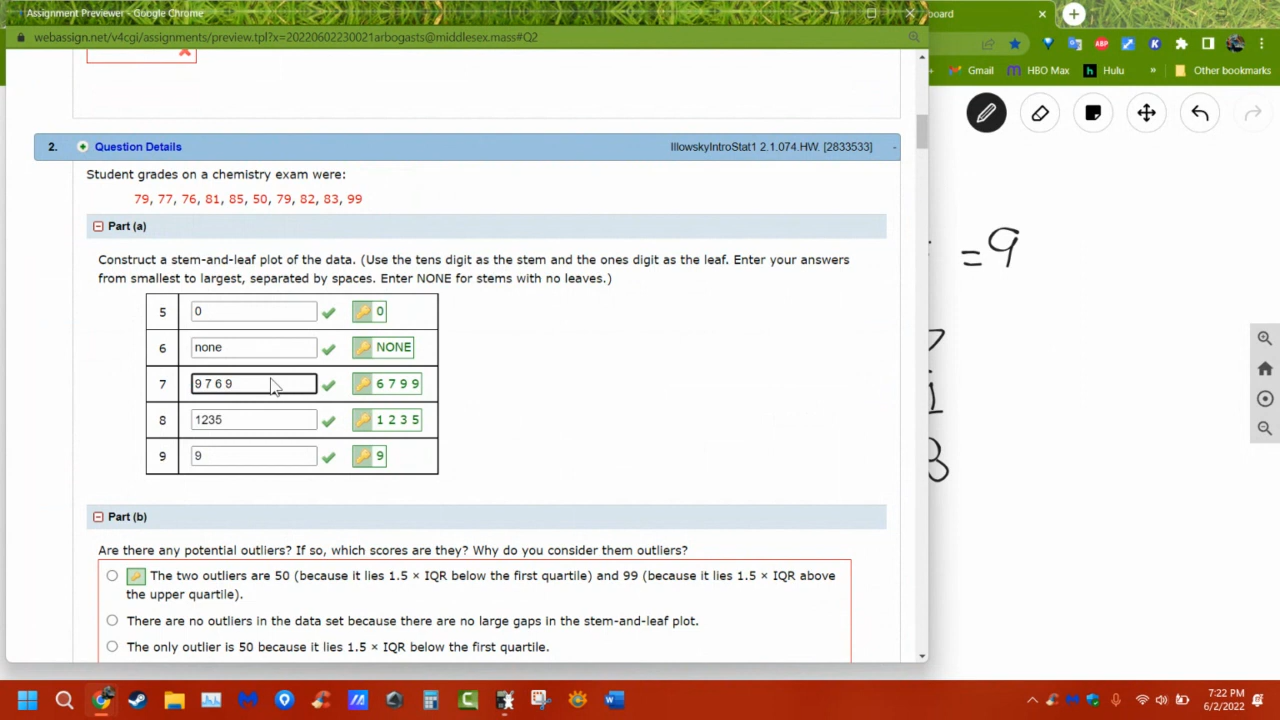 Assignment Previewer - Google Chrome
board
webassign.net/v4cgi/assignments/preview.tpl?x=20220602230021arbogasts@middlesex.mass#Q2
ABP
K
Gmail
HBO Max
h Hulu
»
Other bookmarks
2. Question Details
IllowskyIntroStat1 2.1.074.HW. [2833533]
Student grades on a chemistry exam were:
79, 77, 76, 81, 85, 50, 79, 82, 83, 99
Part (a)
Construct a stem-and-leaf plot of the data. (Use the tens digit as the stem and the ones digit as the leaf. Enter your answers
from smallest to largest, separated by spaces. Enter NONE for stems with no leaves.)
5 0 0
6 none NONE
7 9 7 6 9 6 7 9 9
8 1235 1 2 3 5
9 9 9
= 9
Part (b)
Are there any potential outliers? If so, which scores are they? Why do you consider them outliers?
The two outliers are 50 (because it lies 1.5 × IQR below the first quartile) and 99 (because it lies 1.5 × IQR above
the upper quartile).
There are no outliers in the data set because there are no large gaps in the stem-and-leaf plot.
The only outlier is 50 because it lies 1.5 × IQR below the first quartile.
7:22 PM
6/2/2022